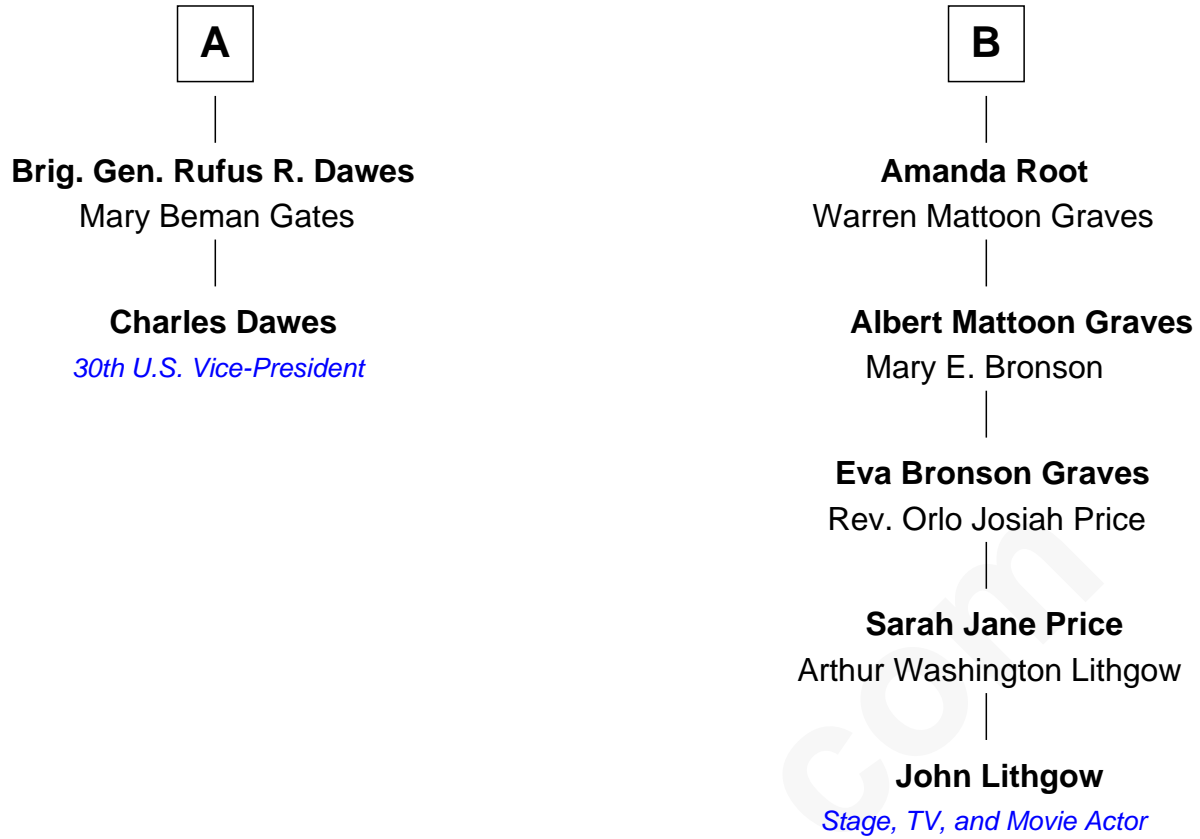 A
Brig. Gen. Rufus R. Dawes
Mary Beman Gates
Charles Dawes
30th U.S. Vice-President
B
Amanda Root
Warren Mattoon Graves
Albert Mattoon Graves
Mary E. Bronson
Eva Bronson Graves
Rev. Orlo Josiah Price
Sarah Jane Price
Arthur Washington Lithgow
John Lithgow
Stage, TV, and Movie Actor
com